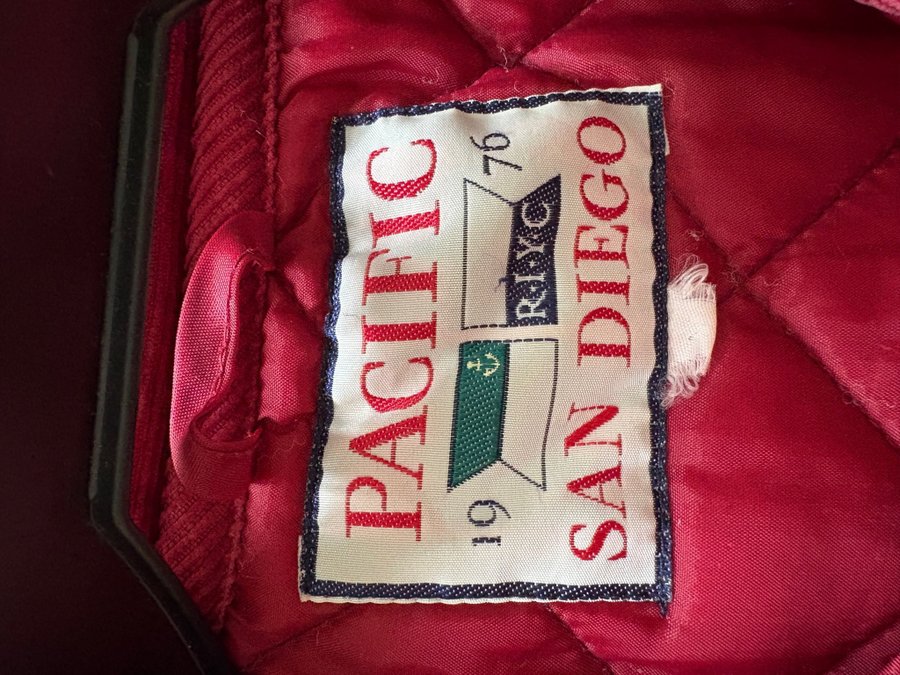 PACIFIC
19 76
R.I.Y.C
SAN DIEGO